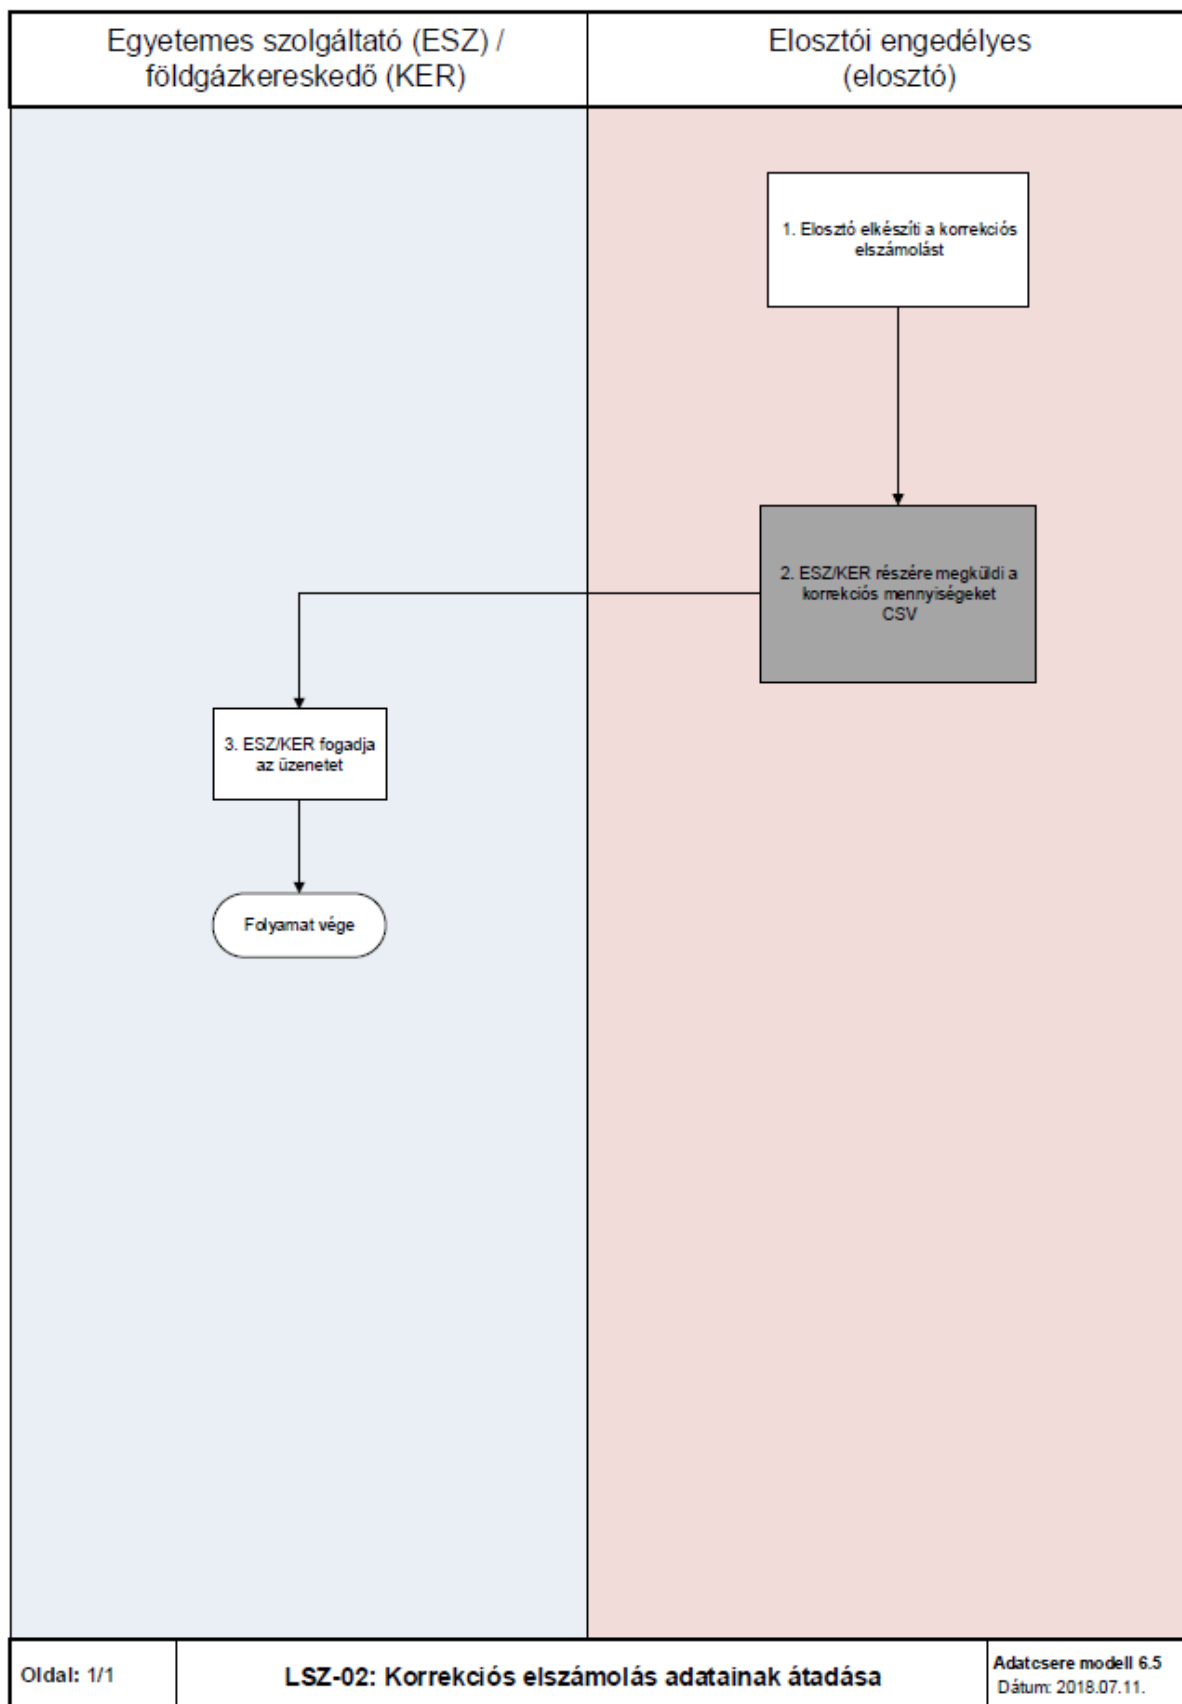 Egyetemes szolgáltató (ESZ) /
földgázkereskedő (KER)
Elosztói engedélyes
(elosztó)
1. Elosztó elkészíti a korrekciós
elszámolást
2. ESZ/KER részére megküldi a
korrekciós mennyiségeket
CSV
3. ESZ/KER fogadja
az üzenetet
Folyamat vége
Oldal: 1/1
LSZ-02: Korrekciós elszámolás adatainak átadása
Adatcsere modell 6.5
Dátum: 2018.07.11.